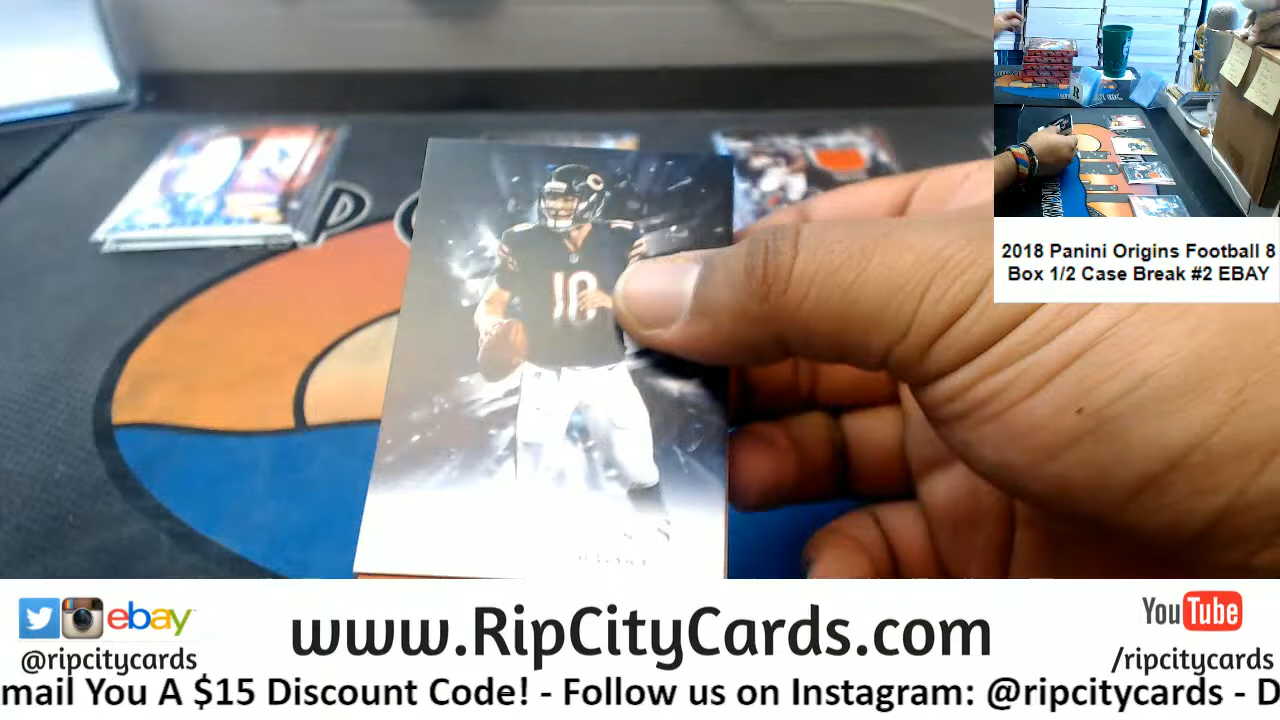 D
10
2018 Panini Origins Football 8
Box 1/2 Case Break #2 EBAY
ebay
@ripcitycards
www.RipCityCards.com
YouTube
/ripcitycards
mail You A $15 Discount Code! - Follow us on Instagram: @ripcitycards - D